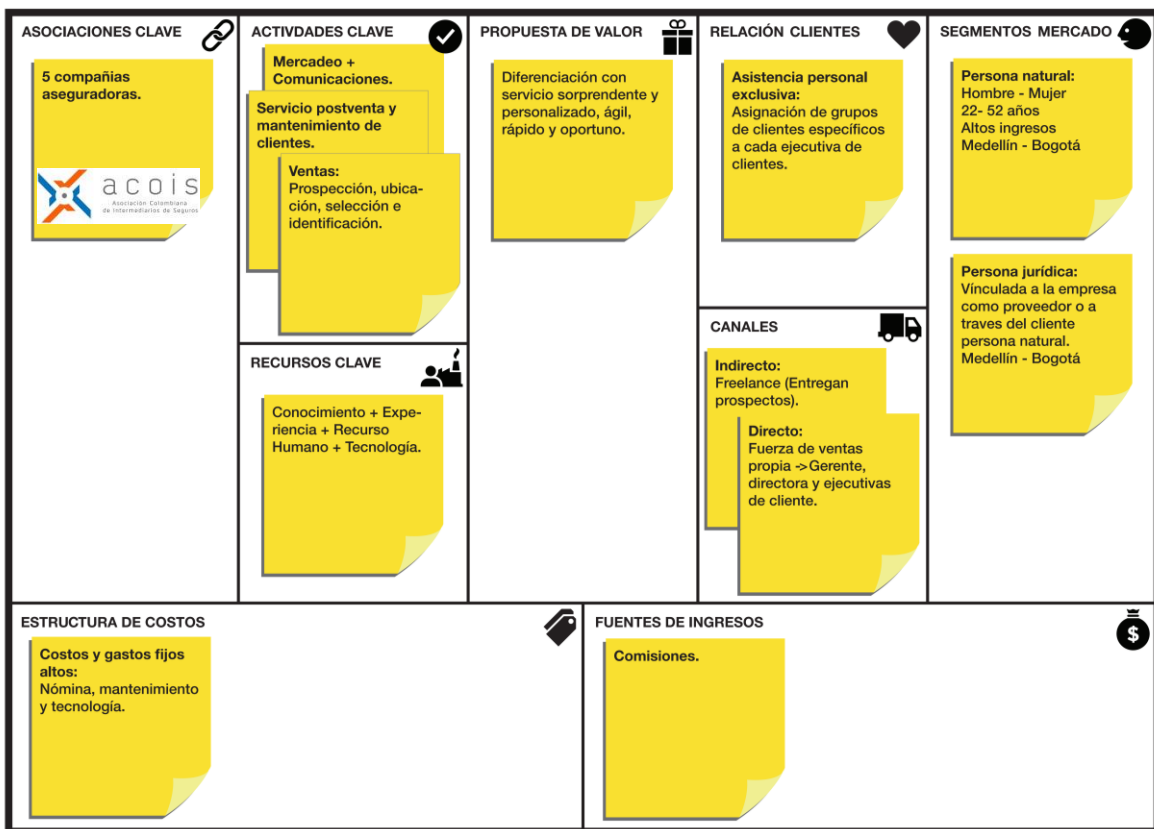 ASOCIACIONES CLAVE
5 compañias
aseguradoras.
acois
Asociación Colombiana
de Intermediarios de Seguros
ACTIVDADES CLAVE
Mercadeo +
Comunicaciones.
Servicio postventa y
mantenimiento de
clientes.
Ventas:
Prospección, ubica-
ción, selección e
identificación.
RECURSOS CLAVE
Conocimiento + Expe-
riencia + Recurso
Humano + Tecnología.
PROPUESTA DE VALOR
Diferenciación con
servicio sorprendente y
personalizado, ágil,
rápido y oportuno.
RELACIÓN CLIENTES
Asistencia personal
exclusiva:
Asignación de grupos
de clientes específicos
a cada ejecutiva de
clientes.
CANALES
Indirecto:
Freelance (Entregan
prospectos).
Directo:
Fuerza de ventas
propia ->Gerente,
directora y ejecutivas
de cliente.
SEGMENTOS MERCADO
Persona natural:
Hombre - Mujer
22- 52 años
Altos ingresos
Medellín - Bogotá
Persona jurídica:
Vínculada a la empresa
como proveedor o a
traves del cliente
persona natural.
Medellín - Bogotá
ESTRUCTURA DE COSTOS
Costos y gastos fijos
altos:
Nómina, mantenimiento
y tecnología.
FUENTES DE INGRESOS
$
Comisiones.